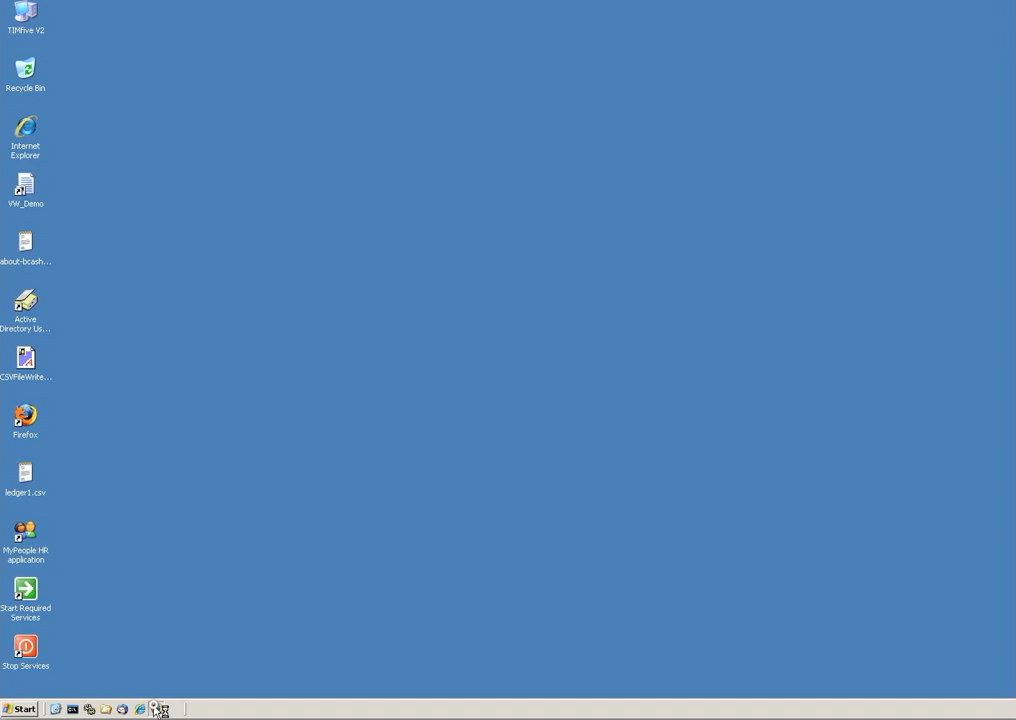 TIMfive V2
Recycle Bin
Internet
Explorer
VW_Demo
about-bcash...
Active
Directory Us...
CSVFileWrite...
Firefox
ledger1.csv
MyPeople HR
application
Start Required
Services
Stop Services
Start